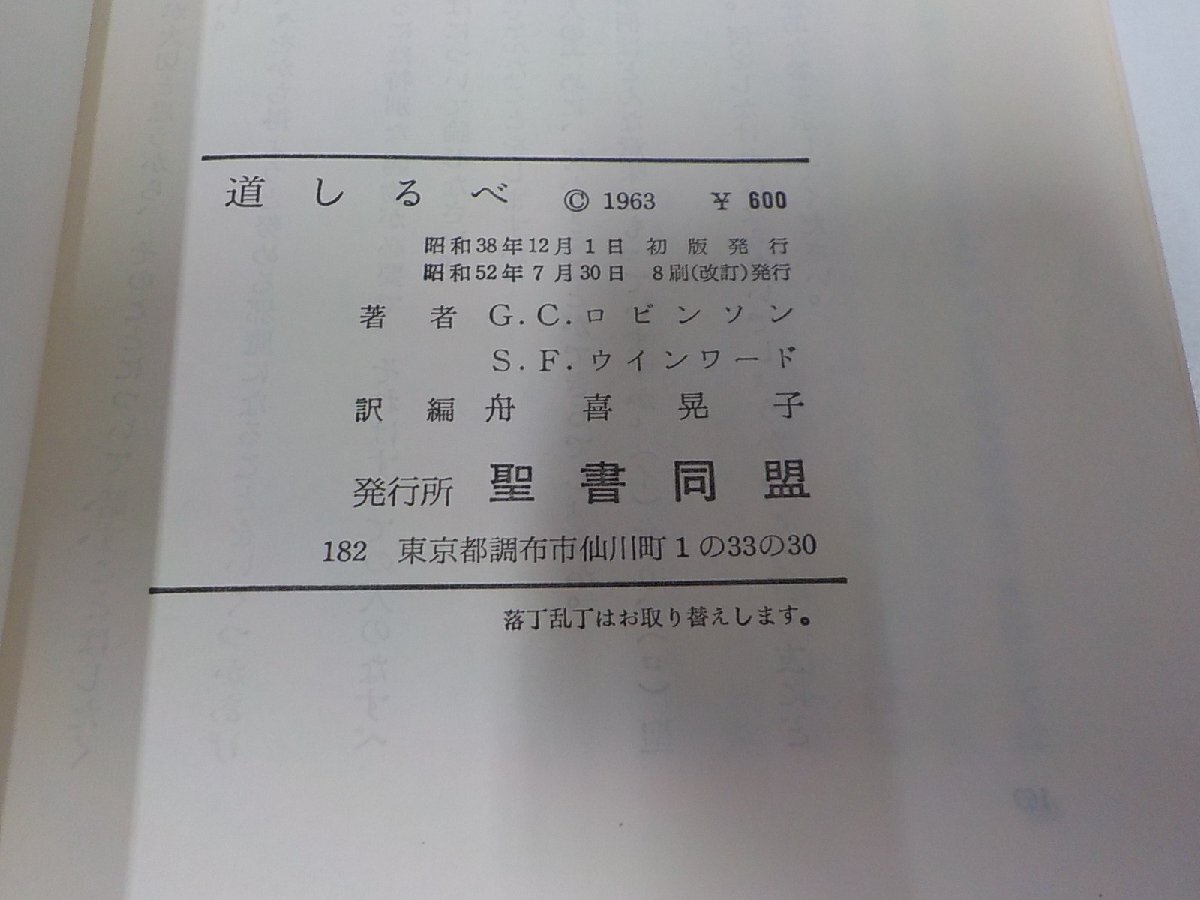 道しるべ © 1963 ¥ 600
昭和38年12月1日 初版発行
昭和52年7月30日 8刷(改訂)発行
著者 G.C.ロビンソン
S.F.ウインワード
訳編 舟喜晃子
発行所 聖書同盟
182 東京都調布市仙川町1の33の30
落丁乱丁はお取り替えします。